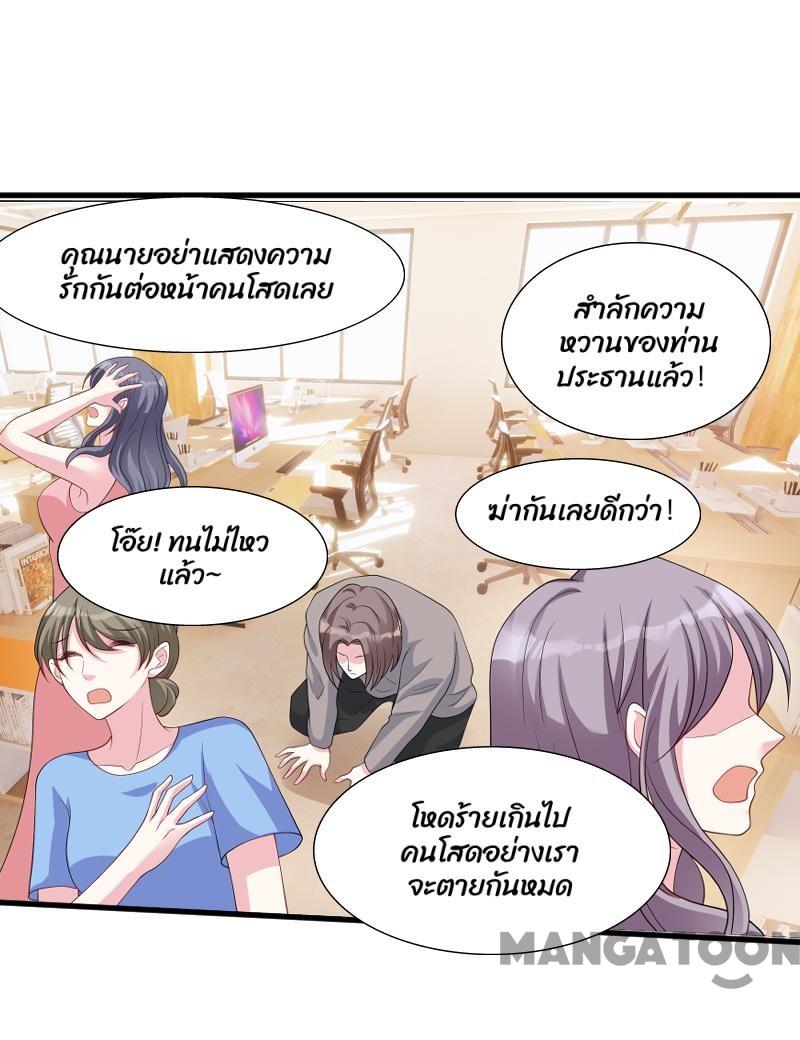 คุณนายอย่าแสดงความ
รักกันต่อหน้าคนโสดเลย
สำลักความ
หวานของท่าน
ประธานแล้ว!
ฆ่ากันเลยดีกว่า!
โอ๊ย! ทนไม่ไหว
แล้ว~
INTERIOR
โหดร้ายเกินไป
คนโสดอย่างเรา
จะตายกันหมด
MANGATOON